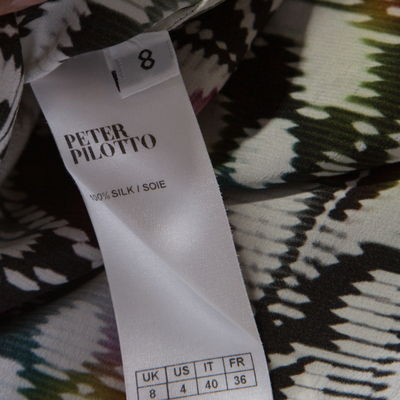 8
PETER
PILOTTO
100% SILK / SOIE
UK US IT FR
8 4 40 36